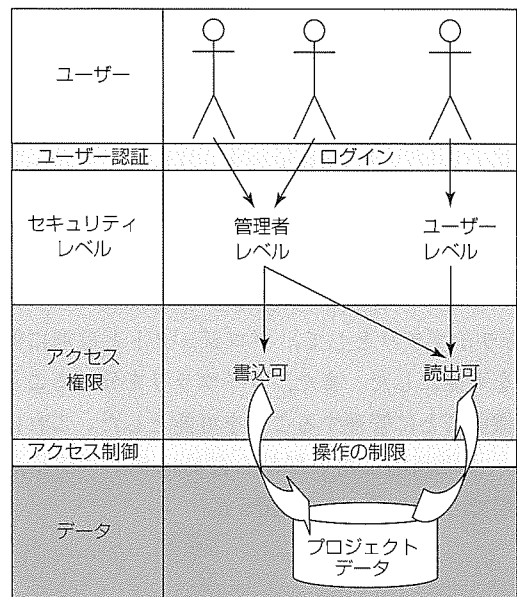 ユーザー
ユーザー認証
ログイン
セキュリティ
レベル
管理者
レベル
ユーザー
レベル
アクセス
権限
書込可
読出可
アクセス制御
操作の制限
データ
プロジェクト
データ